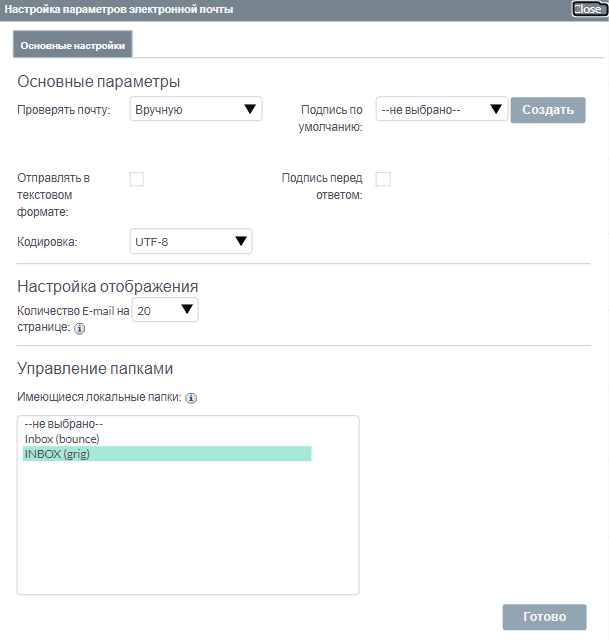 Настройка параметров электронной почты
Close
Основные настройки
Основные параметры
Проверять почту:
Вручную
Подпись по
умолчанию:
--не выбрано--
Создать
Отправлять в
текстовом
формате:
Подпись перед
ответом:
Кодировка:
UTF-8
Настройка отображения
Количество E-mail на
странице:
20
Управление папками
Имеющиеся локальные папки:
--не выбрано--
Inbox (bounce)
INBOX (grig)
Готово